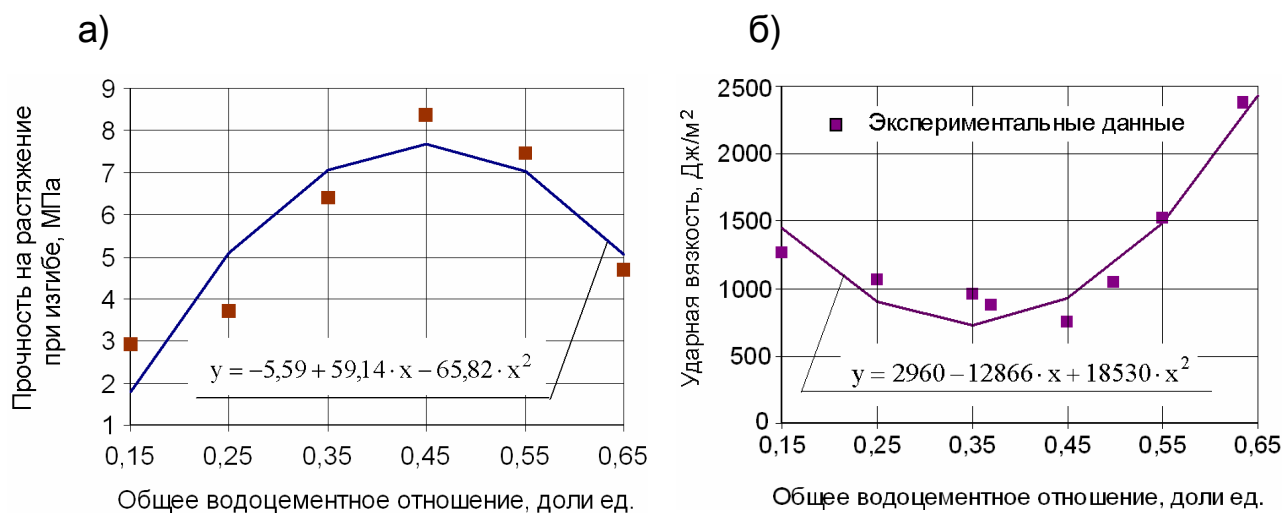 а)
Прочность на растяжение
при изгибе, МПа
9
8
7
6
5
4
3
2
1
y = −5,59 + 59,14 · x − 65,82 · x²
0,15 0,25 0,35 0,45 0,55 0,65
Общее водоцементное отношение, доли ед.
б)
Ударная вязкость, Дж/м²
2500
2000
1500
1000
500
0
Экспериментальные данные
y = 2960 − 12866 · x + 18530 · x²
0,15 0,25 0,35 0,45 0,55 0,65
Общее водоцементное отношение, доли ед.